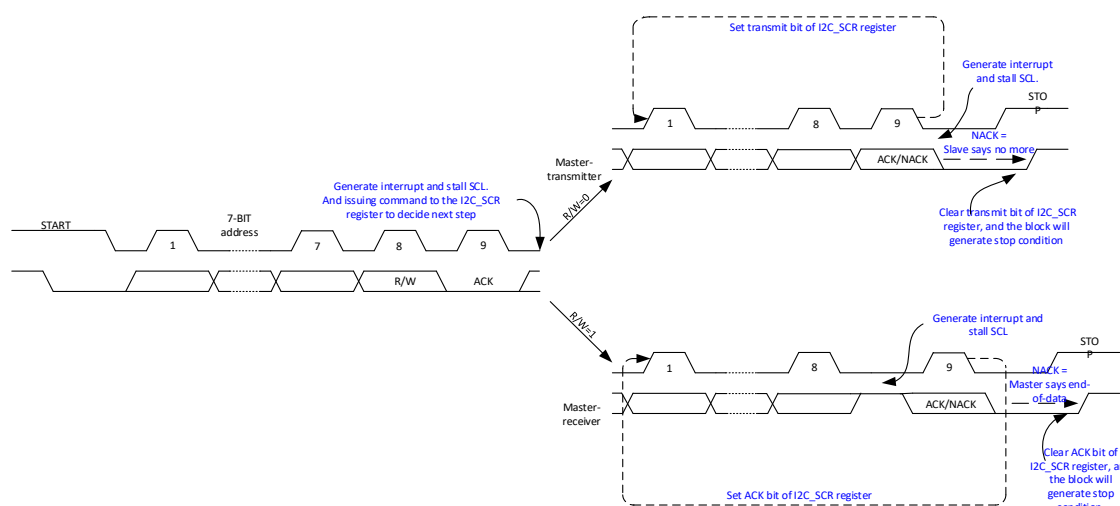 Set transmit bit of I2C_SCR register
Generate interrupt
and stall SCL.
STO
P
1
8
9
NACK =
Slave says no more
ACK/NACK
Master-
transmitter
R/W=0
Clear transmit bit of I2C_SCR
register, and the block will
generate stop condition
Generate interrupt and stall SCL.
And issuing command to the I2C_SCR
register to decide next step
START
7-BIT
address
1
7
8
9
R/W
ACK
R/W=1
Generate interrupt and
stall SCL
STO
P
1
8
9
NACK =
Master says end-
of-data
ACK/NACK
Master-
receiver
Clear ACK bit of
I2C_SCR register, a
the block will
generate stop
condition
Set ACK bit of I2C_SCR register